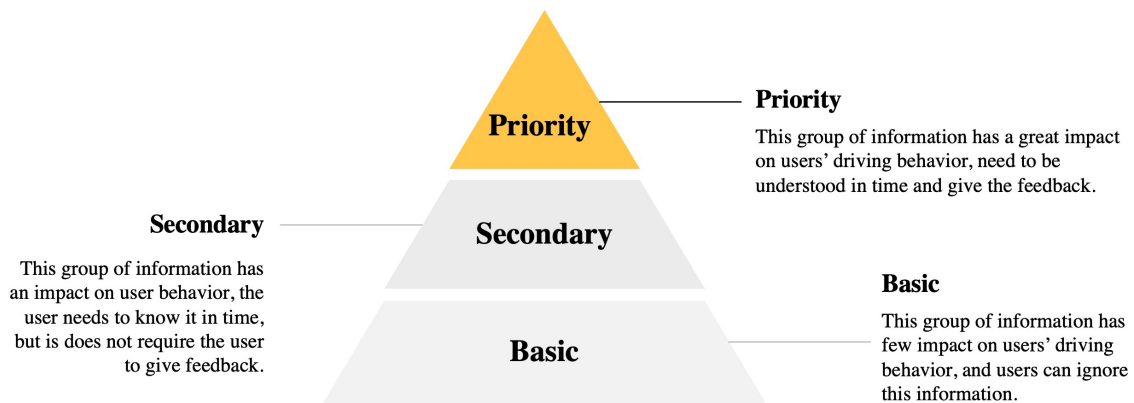 Priority
Priority
This group of information has a great impact
on users’ driving behavior, need to be
understood in time and give the feedback.
Secondary
Secondary
This group of information has
an impact on user behavior, the
user needs to know it in time,
but is does not require the user
to give feedback.
Basic
Basic
This group of information has
few impact on users’ driving
behavior, and users can ignore
this information.